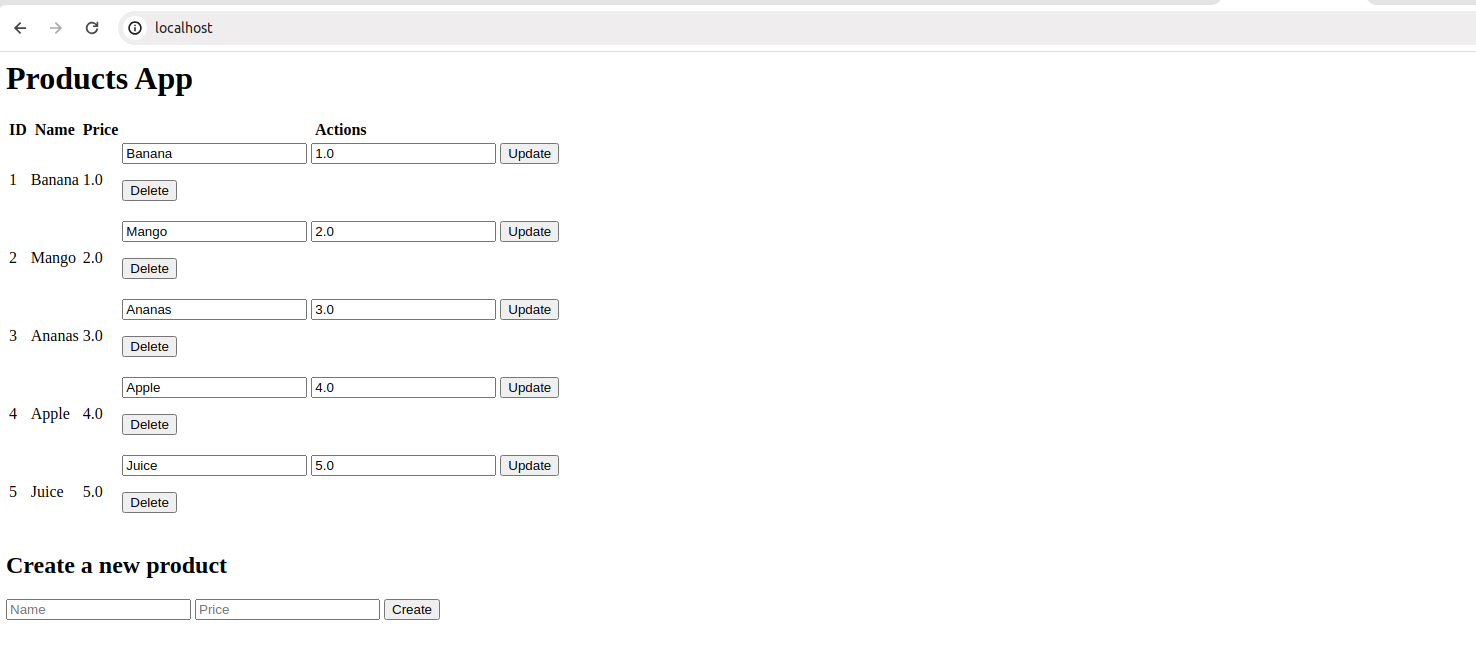 localhost
Products App
ID Name Price Actions
Banana 1.0 Update
1 Banana 1.0
Delete
Mango 2.0 Update
2 Mango 2.0
Delete
Ananas 3.0 Update
3 Ananas 3.0
Delete
Apple 4.0 Update
4 Apple 4.0
Delete
Juice 5.0 Update
5 Juice 5.0
Delete
Create a new product
Name Price Create